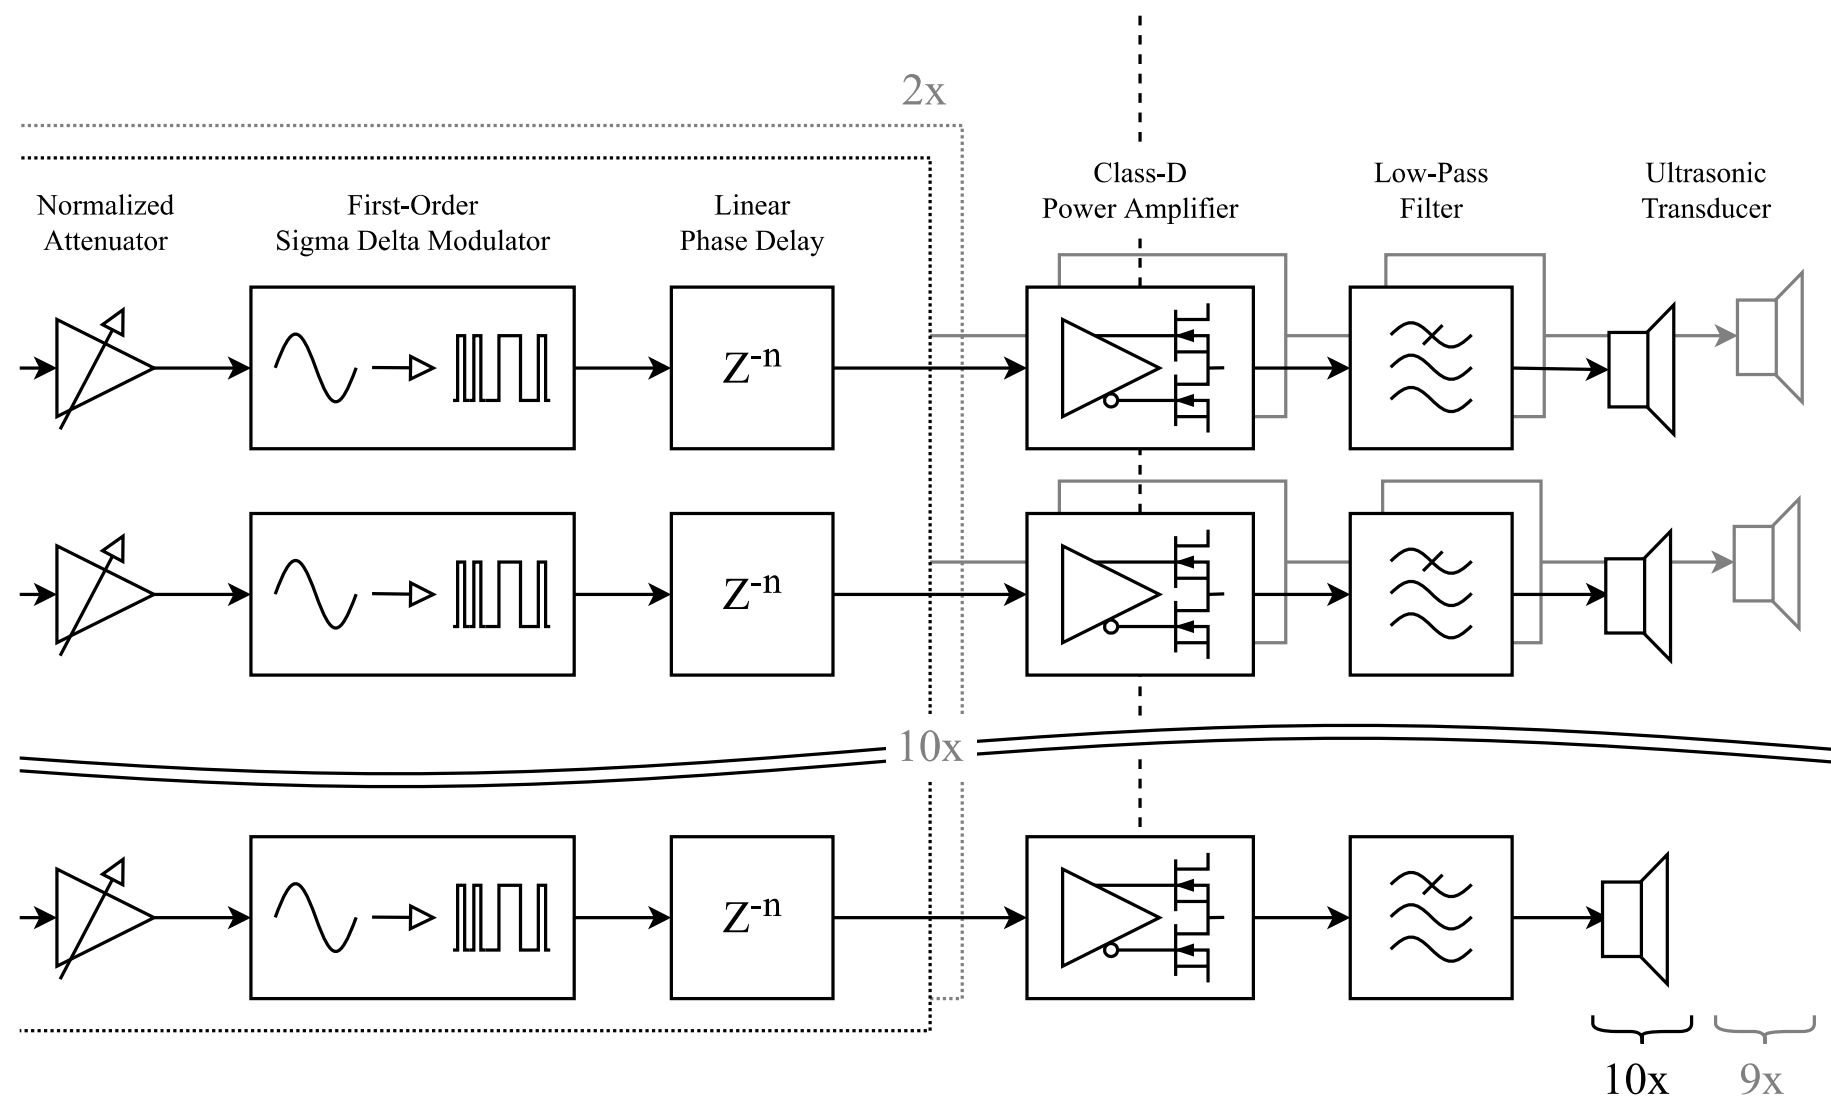 2x
Class-D
Power Amplifier
Low-Pass
Filter
Ultrasonic
Transducer
Normalized
Attenuator
First-Order
Sigma Delta Modulator
Linear
Phase Delay
Z-n
Z-n
10x
Z-n
10x
9x